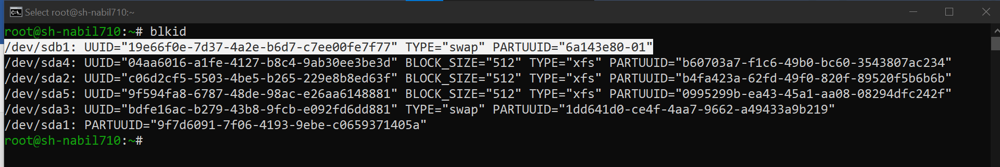 Select root@sh-nabil710:~
root@sh-nabil710:~# blkid
/dev/sdb1: UUID="19e66f0e-7d37-4a2e-b6d7-c7ee00fe7f77" TYPE="swap" PARTUUID="6a143e80-01"
/dev/sda4: UUID="04aa6016-a1fe-4127-b8c4-9ab30ee3be3d" BLOCK_SIZE="512" TYPE="xfs" PARTUUID="b60703a7-f1c6-49b0-bc60-3543807ac234"
/dev/sda2: UUID="c06d2cf5-5503-4be5-b265-229e8b8ed63f" BLOCK_SIZE="512" TYPE="xfs" PARTUUID="b4fa423a-62fd-49f0-820f-89520f5b6b6b"
/dev/sda5: UUID="9f594fa8-6787-48de-98ac-e26aa6148881" BLOCK_SIZE="512" TYPE="xfs" PARTUUID="0995299b-ea43-45a1-aa08-08294dfc242f"
/dev/sda3: UUID="bdfe16ac-b279-43b8-9fcb-e092fd6dd881" TYPE="swap" PARTUUID="1dd641d0-ce4f-4aa7-9662-a49433a9b219"
/dev/sda1: PARTUUID="9f7d6091-7f06-4193-9ebe-c0659371405a"
root@sh-nabil710:~#